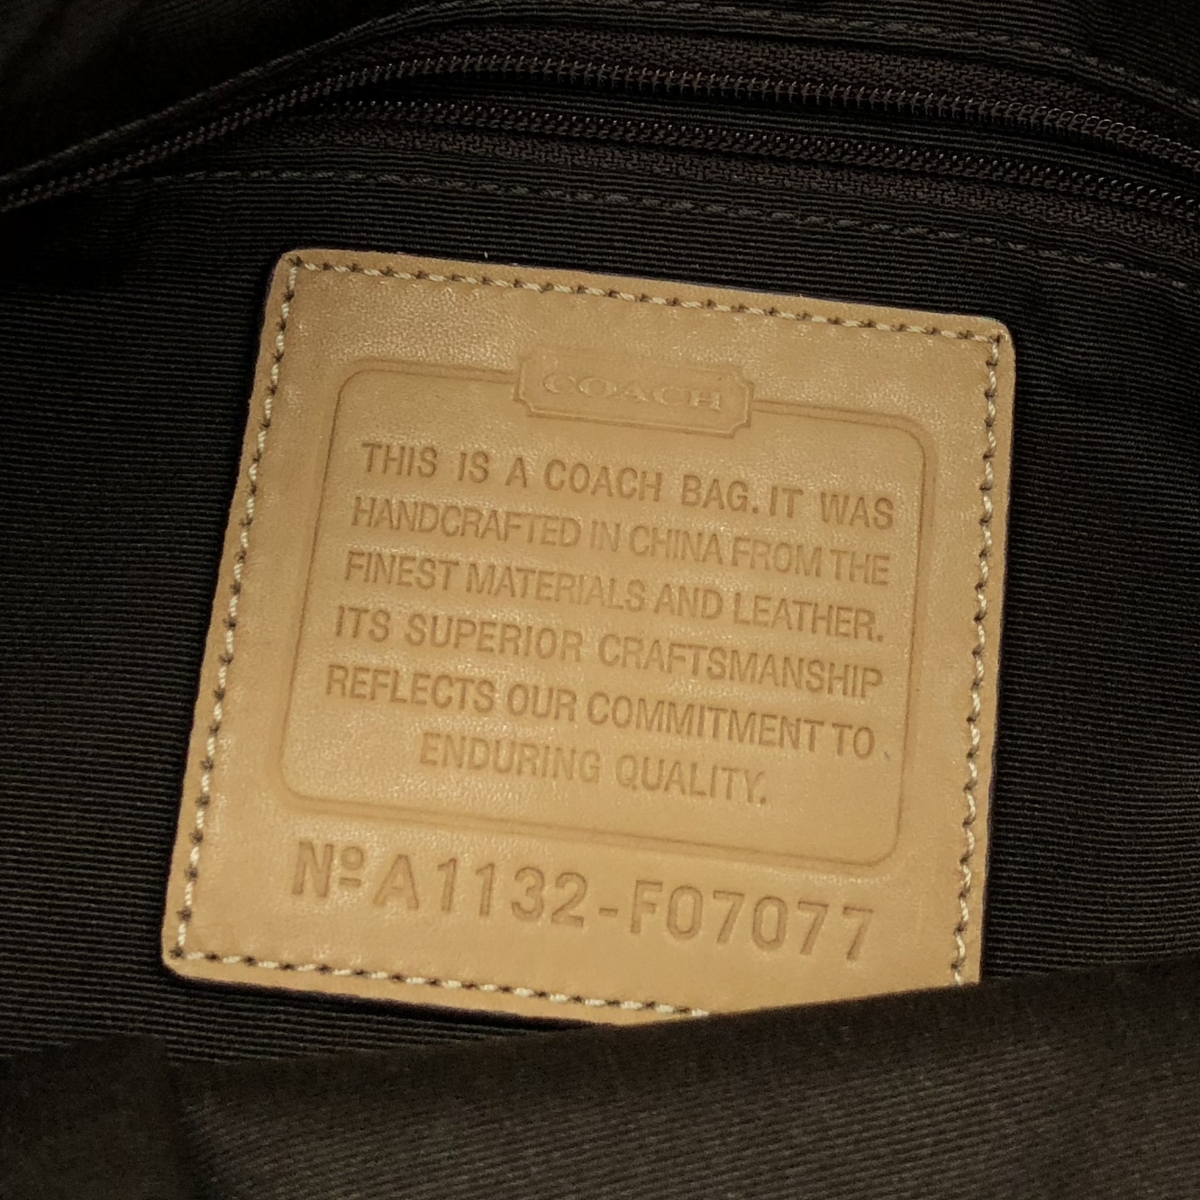 COACH
THIS IS A COACH BAG. IT WAS
HANDCRAFTED IN CHINA FROM THE
FINEST MATERIALS AND LEATHER.
ITS SUPERIOR CRAFTSMANSHIP
REFLECTS OUR COMMITMENT TO
ENDURING QUALITY.
Nº A1132-F07077